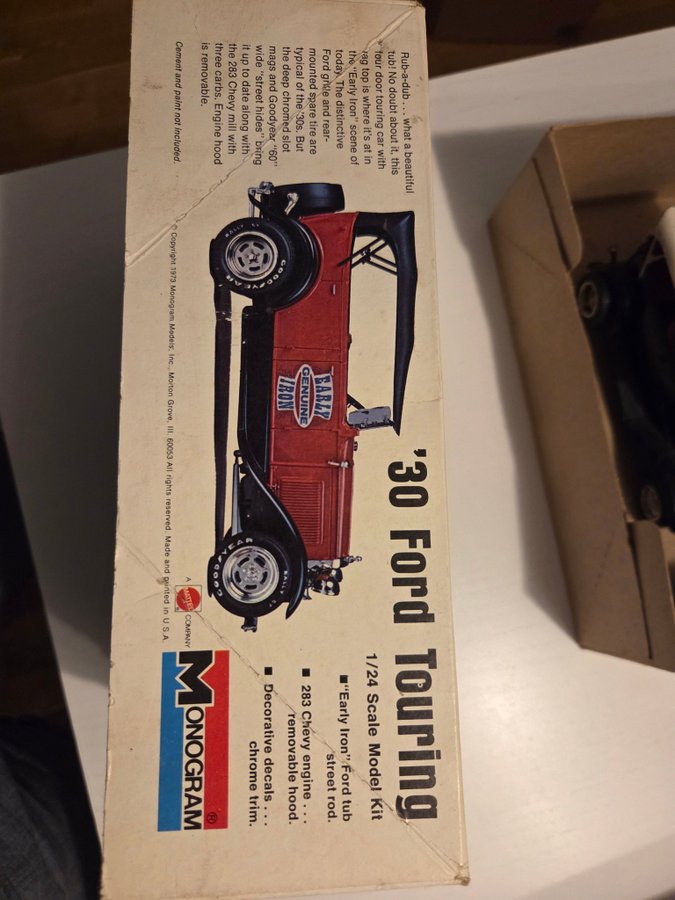 Rub-a-dub . . . what a beautiful
tub! No doubt about it, this
four door touring car with
rag top is where it's at in
the "Early Iron" scene of
today. The distinctive
Ford grille and rear-
mounted spare tire are
typical of the '30s. But
the deep chromed slot
mags and Goodyear "60"
wide "street hides" bring
it up to date along with
the 283 Chevy mill with
three carbs. Engine hood
is removable.
Cement and paint not included.
RALLY GT
GOODYEAR
EARLY
GENUINE
IRON
GOODYEAR
RALLY GT
© Copyright 1973 Monogram Models, Inc., Morton Grove, Ill. 60053 All rights reserved. Made and printed in U.S.A.
'30 Ford Touring
1/24 Scale Model Kit
■ "Early Iron" Ford tub
street rod.
■ 283 Chevy engine . . .
removable hood.
■ Decorative decals . . .
chrome trim.
A MATTEL COMPANY
MONOGRAM®